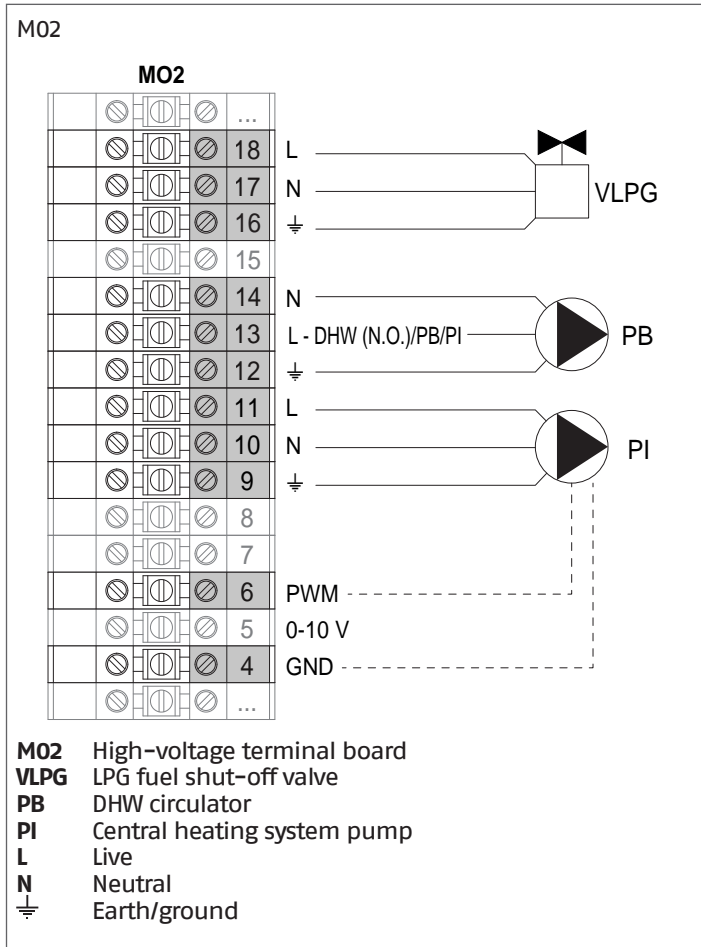 M02
MO2
...
18 L
17 N VLPG
16 ⏚
15
14 N
13 L - DHW (N.O.)/PB/PI PB
12 ⏚
11 L
10 N PI
9 ⏚
8
7
6 PWM
5 0-10 V
4 GND
...
M02 High-voltage terminal board
VLPG LPG fuel shut-off valve
PB DHW circulator
PI Central heating system pump
L Live
N Neutral
⏚ Earth/ground